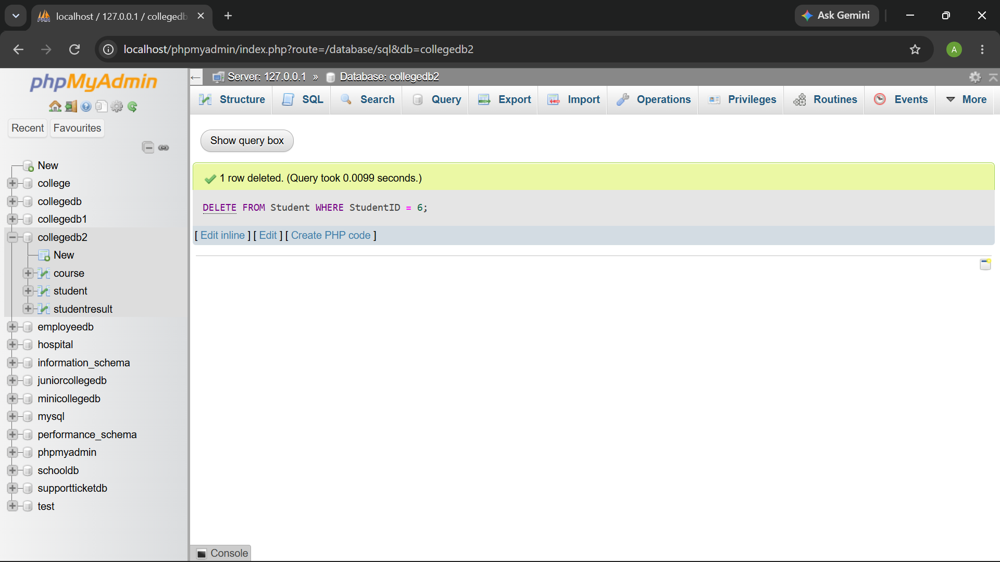 localhost / 127.0.0.1 / collegedb
Ask Gemini
localhost/phpmyadmin/index.php?route=/database/sql&db=collegedb2
A
phpMyAdmin
Recent
Favourites
New
college
collegedb
collegedb1
collegedb2
New
course
student
studentresult
employeedb
hospital
information_schema
juniorcollegedb
minicollegedb
mysql
performance_schema
phpmyadmin
schooldb
supportticketdb
test
Server: 127.0.0.1 » Database: collegedb2
Structure SQL Search Query Export Import Operations Privileges Routines Events More
Show query box
1 row deleted. (Query took 0.0099 seconds.)
DELETE FROM Student WHERE StudentID = 6;
[ Edit inline ] [ Edit ] [ Create PHP code ]
Console